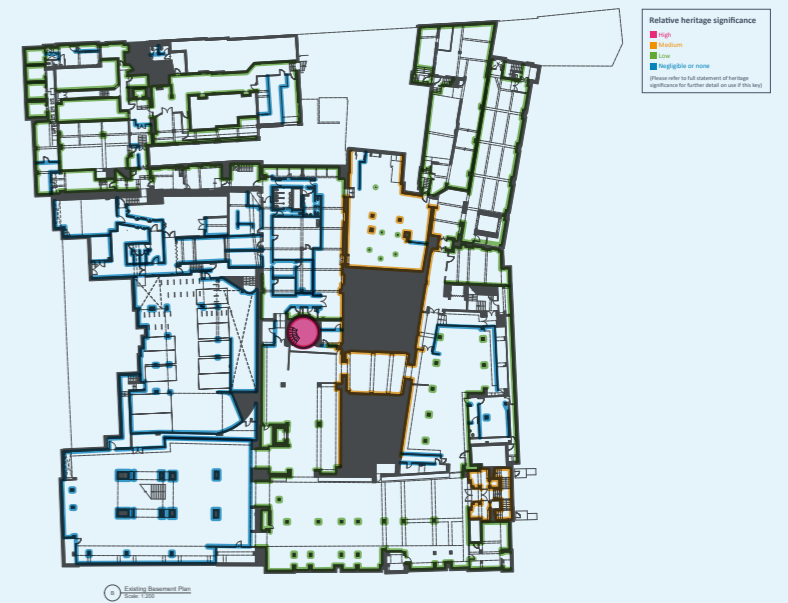 Relative heritage significance
High
Medium
Low
Negligible or none
(Please refer to full statement of heritage
significance for further detail on use if this key)
Existing Basement Plan
Scale: 1:200